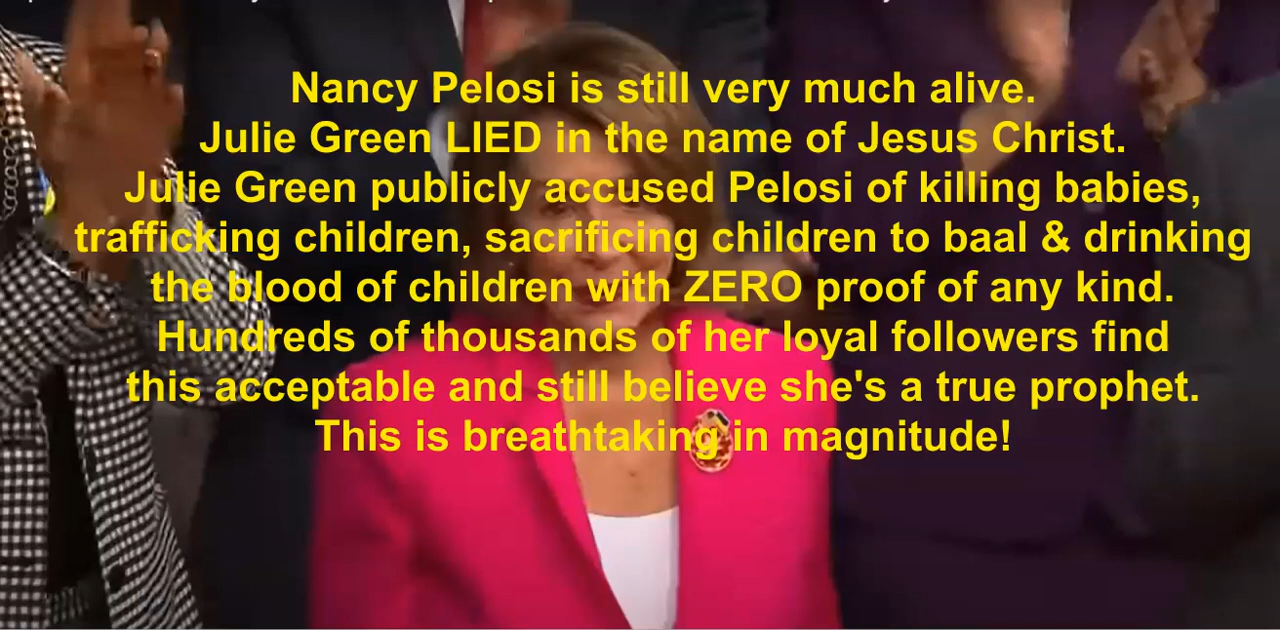 Nancy Pelosi is still very much alive.
Julie Green LIED in the name of Jesus Christ.
Julie Green publicly accused Pelosi of killing babies,
trafficking children, sacrificing children to baal & drinking
the blood of children with ZERO proof of any kind.
Hundreds of thousands of her loyal followers find
this acceptable and still believe she's a true prophet.
This is breathtaking in magnitude!